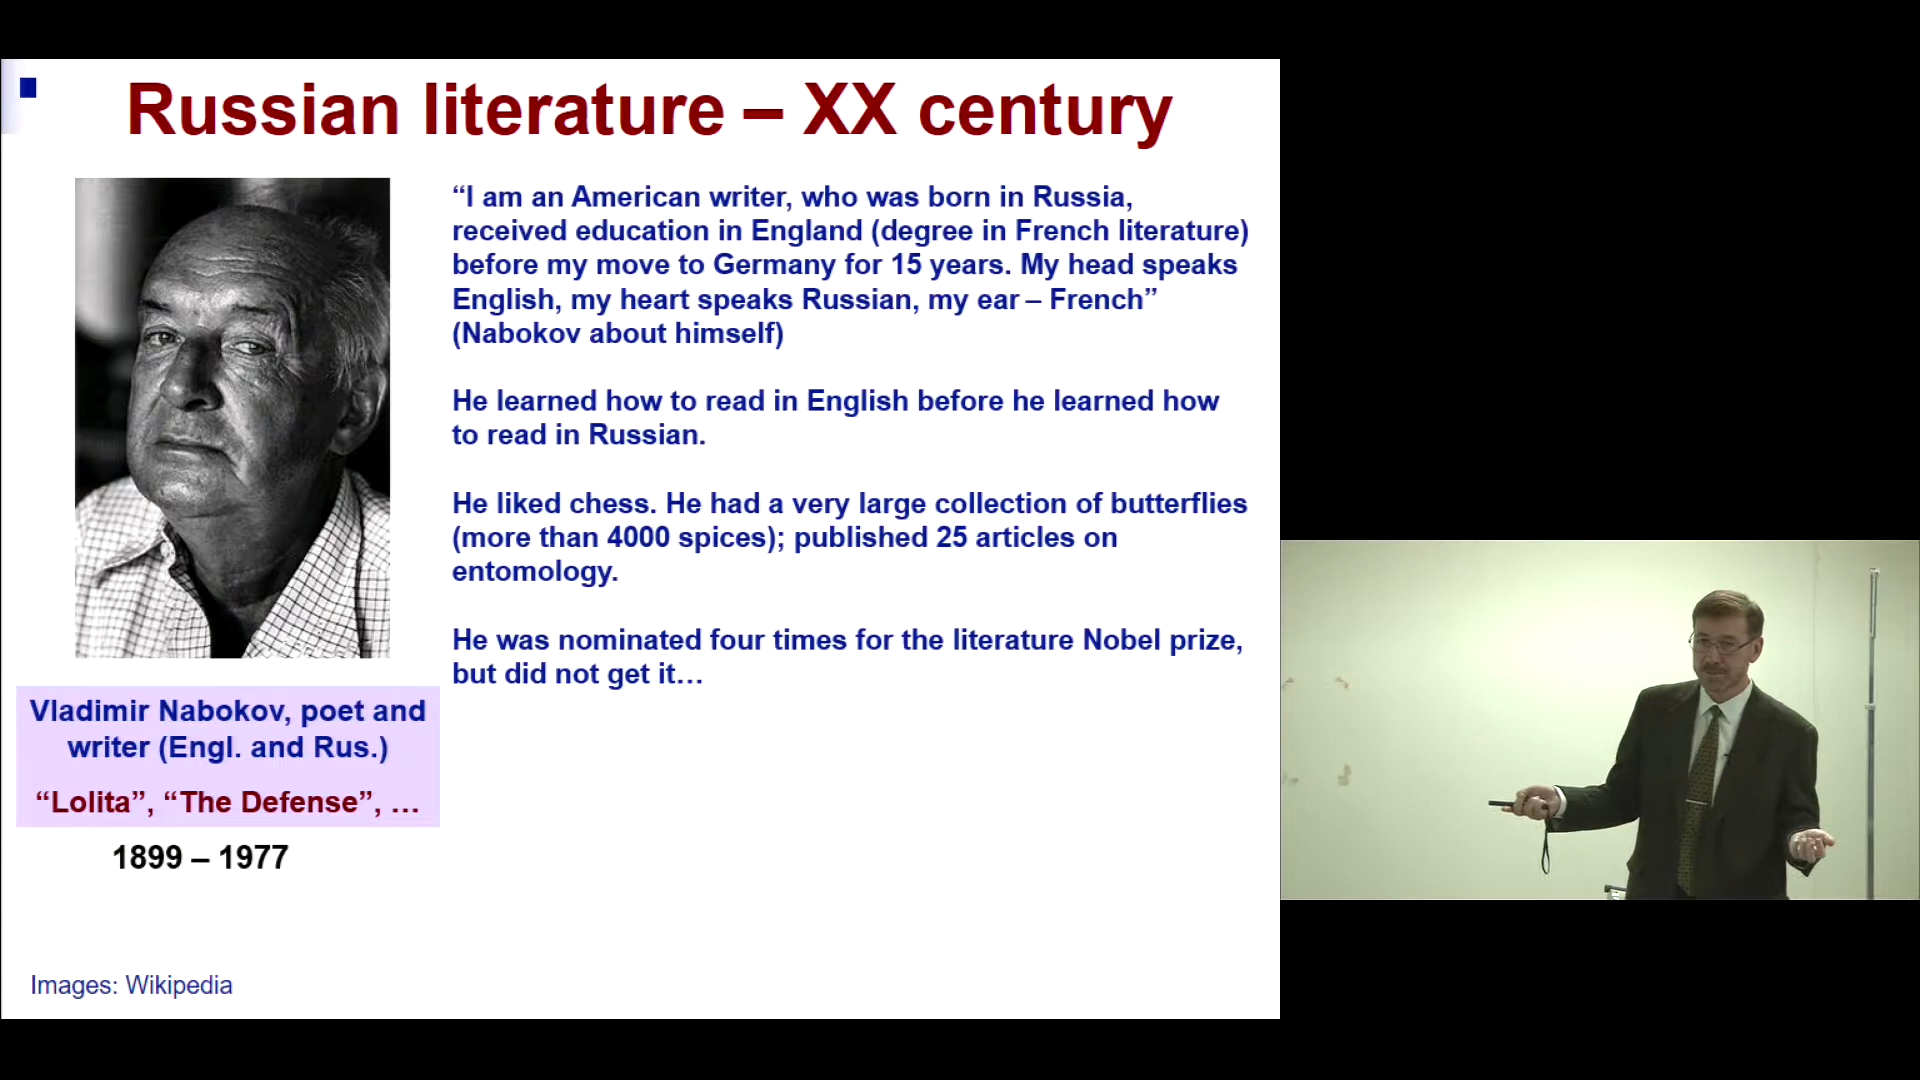 Russian literature – XX century
“I am an American writer, who was born in Russia,
received education in England (degree in French literature)
before my move to Germany for 15 years. My head speaks
English, my heart speaks Russian, my ear – French”
(Nabokov about himself)
He learned how to read in English before he learned how
to read in Russian.
He liked chess. He had a very large collection of butterflies
(more than 4000 spices); published 25 articles on
entomology.
He was nominated four times for the literature Nobel prize,
but did not get it…
Vladimir Nabokov, poet and
writer (Engl. and Rus.)
“Lolita”, “The Defense”, …
1899 – 1977
Images: Wikipedia